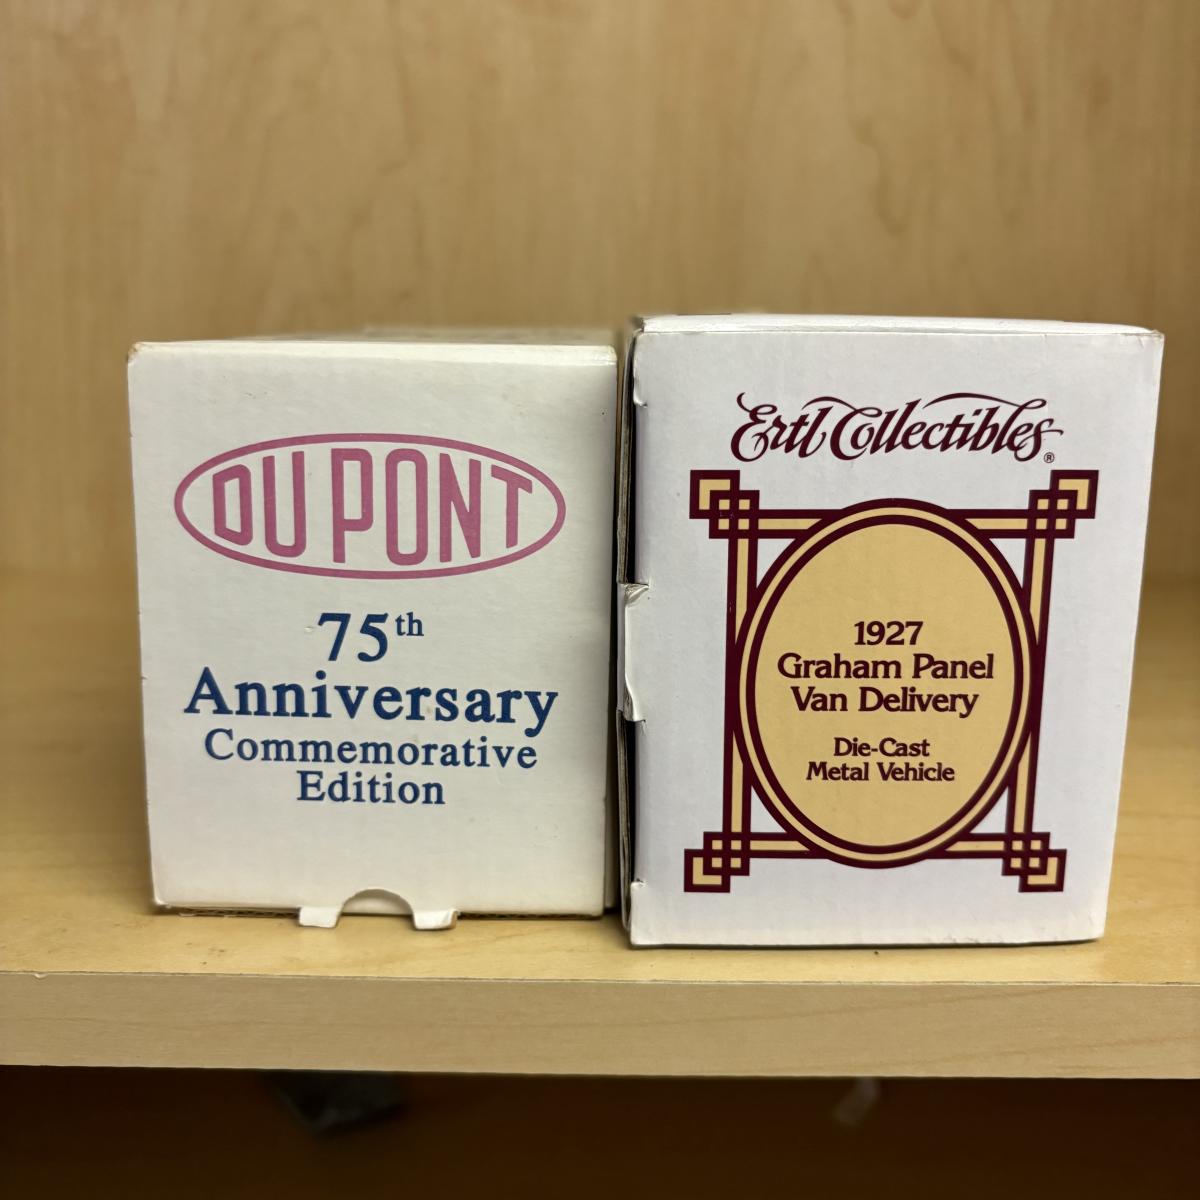 DU PONT
75th
Anniversary
Commemorative
Edition
Ertl Collectibles®
1927
Graham Panel
Van Delivery
Die-Cast
Metal Vehicle